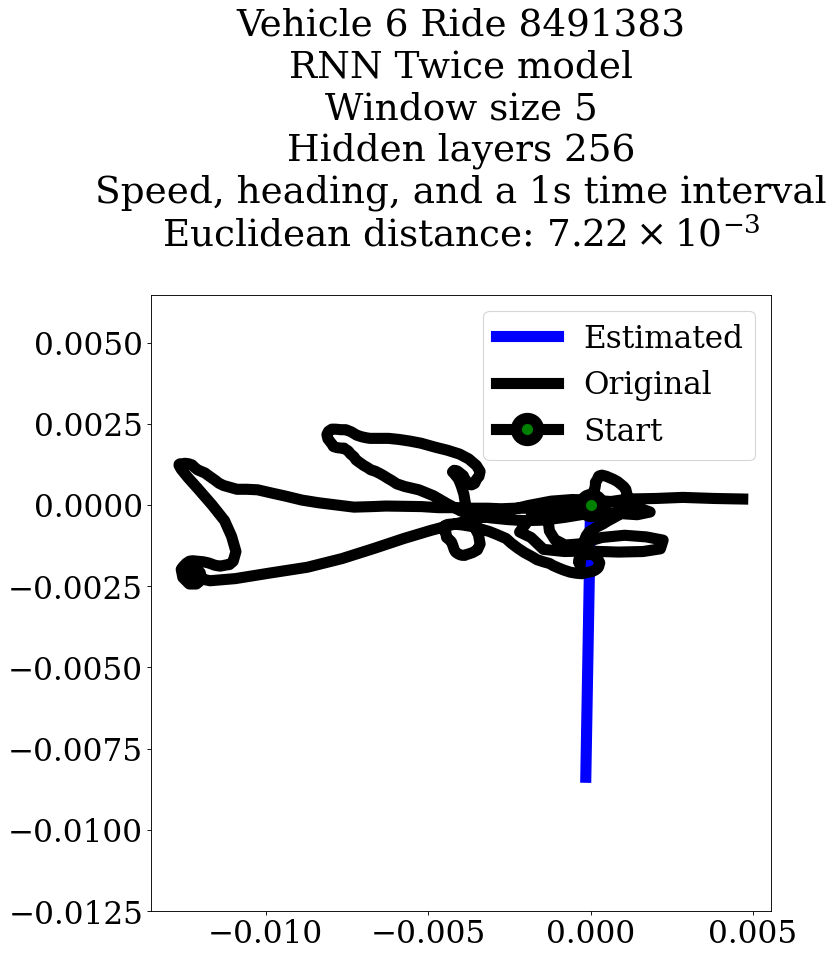 Vehicle 6 Ride 8491383
RNN Twice model
Window size 5
Hidden layers 256
Speed, heading, and a 1s time interval
Euclidean distance: 7.22 × 10⁻³
Estimated
Original
Start
0.0050
0.0025
0.0000
−0.0025
−0.0050
−0.0075
−0.0100
−0.0125
−0.010 −0.005 0.000 0.005